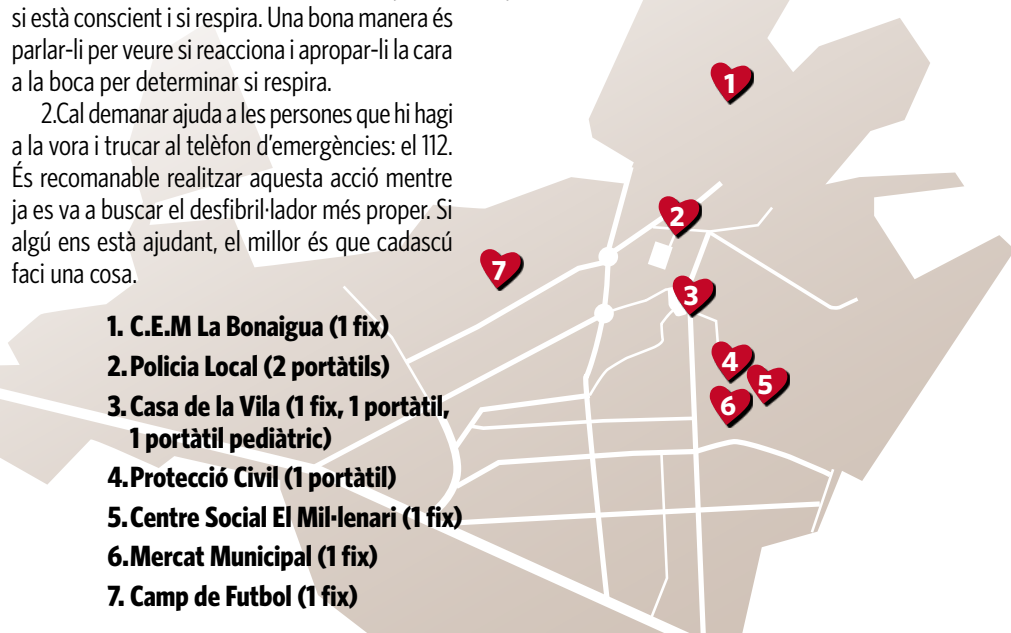 si està conscient i si respira. Una bona manera és
parlar-li per veure si reacciona i apropar-li la cara
a la boca per determinar si respira.
2.Cal demanar ajuda a les persones que hi hagi
a la vora i trucar al telèfon d'emergències: el 112.
És recomanable realitzar aquesta acció mentre
ja es va a buscar el desfibril·lador més proper. Si
algú ens està ajudant, el millor és que cadascú
faci una cosa.
1. C.E.M La Bonaigua (1 fix)
2. Policia Local (2 portàtils)
3. Casa de la Vila (1 fix, 1 portàtil,
1 portàtil pediàtric)
4. Protecció Civil (1 portàtil)
5. Centre Social El Mil·lenari (1 fix)
6. Mercat Municipal (1 fix)
7. Camp de Futbol (1 fix)
1
2
7
3
4
5
6